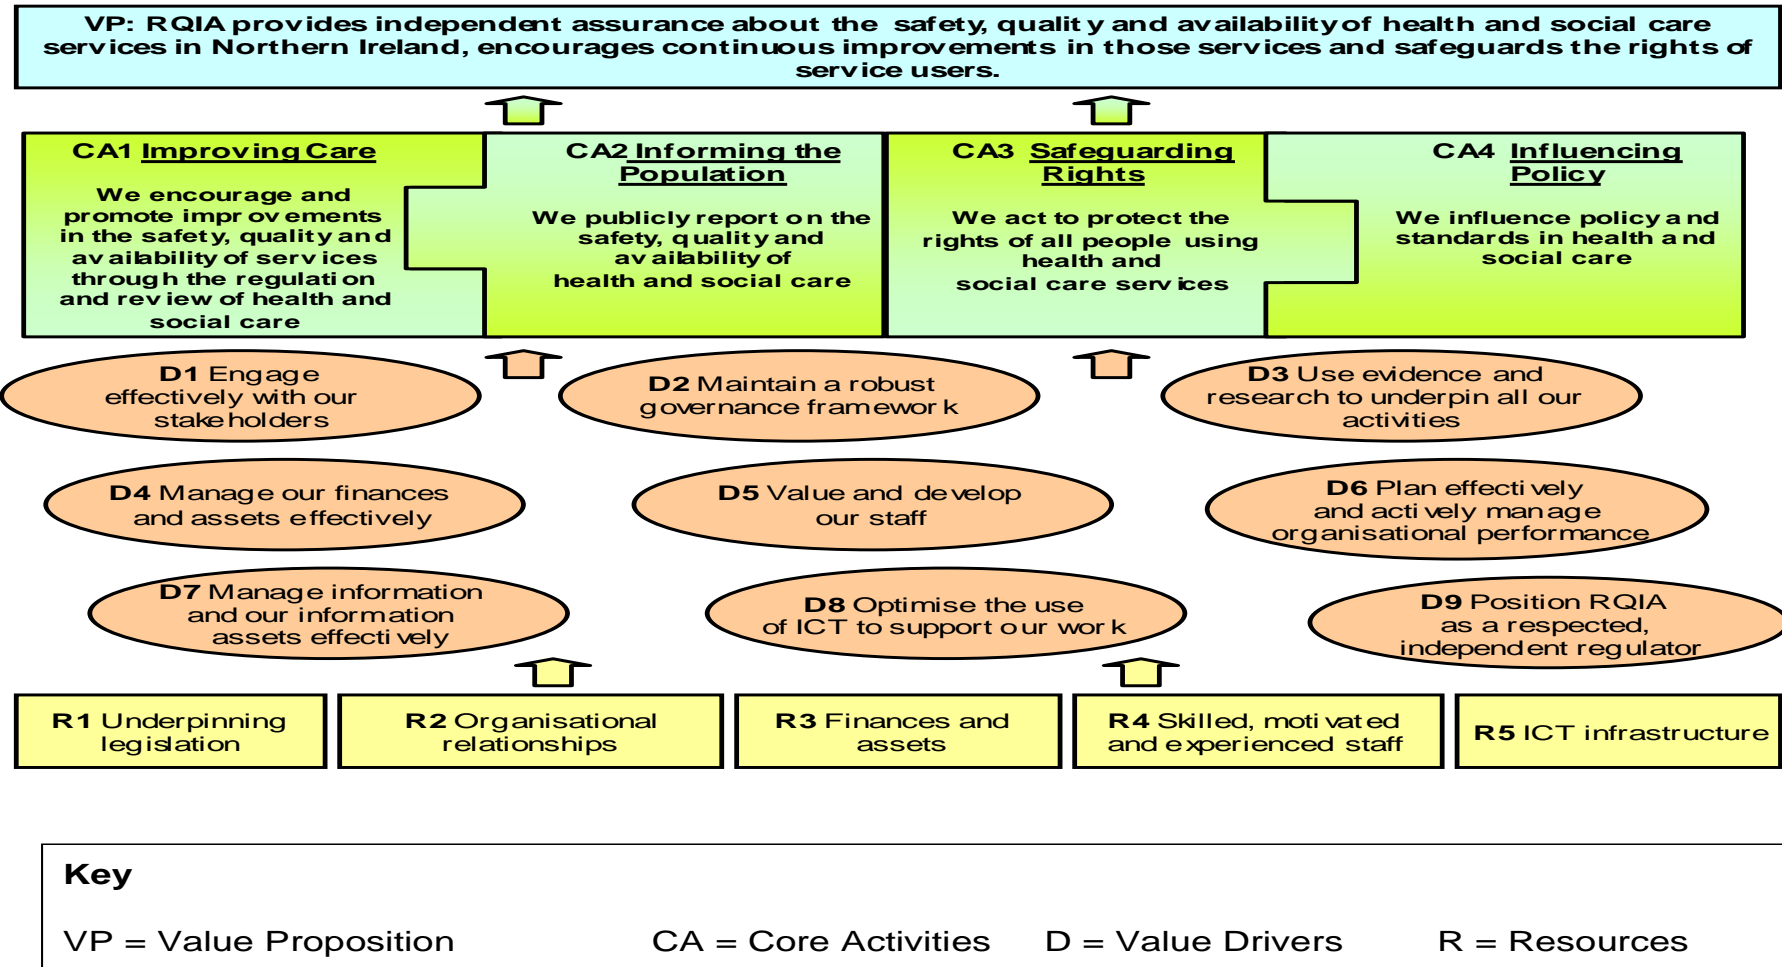 VP: RQIA provides independent assurance about the safety, quality and availability of health and social care
services in Northern Ireland, encourages continuous improvements in those services and safeguards the rights of
service users.
CA1 Improving Care
We encourage and
promote improvements
in the safety, quality and
availability of services
through the regulation
and review of health and
social care
CA2 Informing the
Population
We publicly report on the
safety, quality and
availability of
health and social care
CA3 Safeguarding
Rights
We act to protect the
rights of all people using
health and
social care services
CA4 Influencing
Policy
We influence policy and
standards in health and
social care
D1 Engage
effectively with our
stakeholders
D2 Maintain a robust
governance framework
D3 Use evidence and
research to underpin all our
activities
D4 Manage our finances
and assets effectively
D5 Value and develop
our staff
D6 Plan effectively
and actively manage
organisational performance
D7 Manage information
and our information
assets effectively
D8 Optimise the use
of ICT to support our work
D9 Position RQIA
as a respected,
independent regulator
R1 Underpinning
legislation
R2 Organisational
relationships
R3 Finances and
assets
R4 Skilled, motivated
and experienced staff
R5 ICT infrastructure
Key
VP = Value Proposition CA = Core Activities D = Value Drivers R = Resources